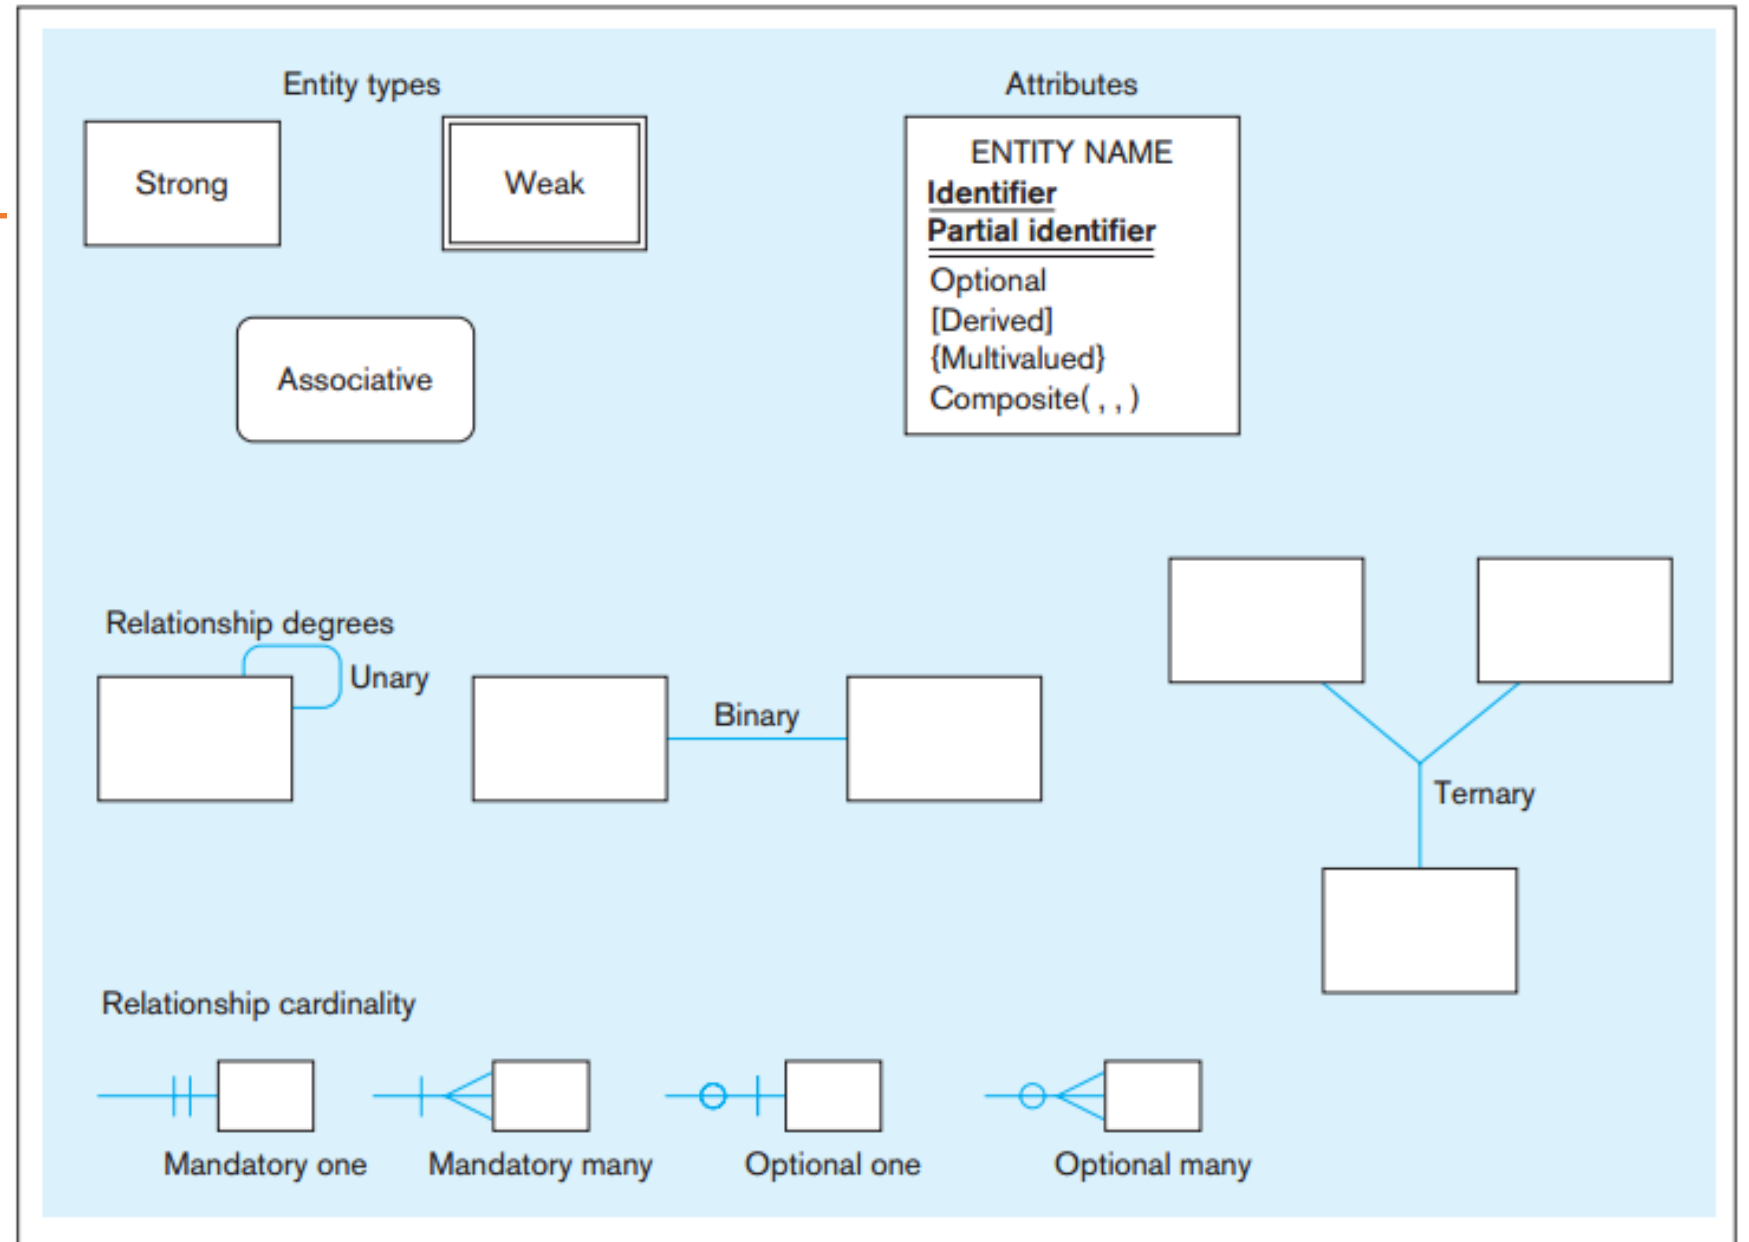 Entity types
Strong
Weak
Associative
Attributes
ENTITY NAME
Identifier
Partial identifier
Optional
[Derived]
{Multivalued}
Composite( , , )
Relationship degrees
Unary
Binary
Ternary
Relationship cardinality
Mandatory one
Mandatory many
Optional one
Optional many